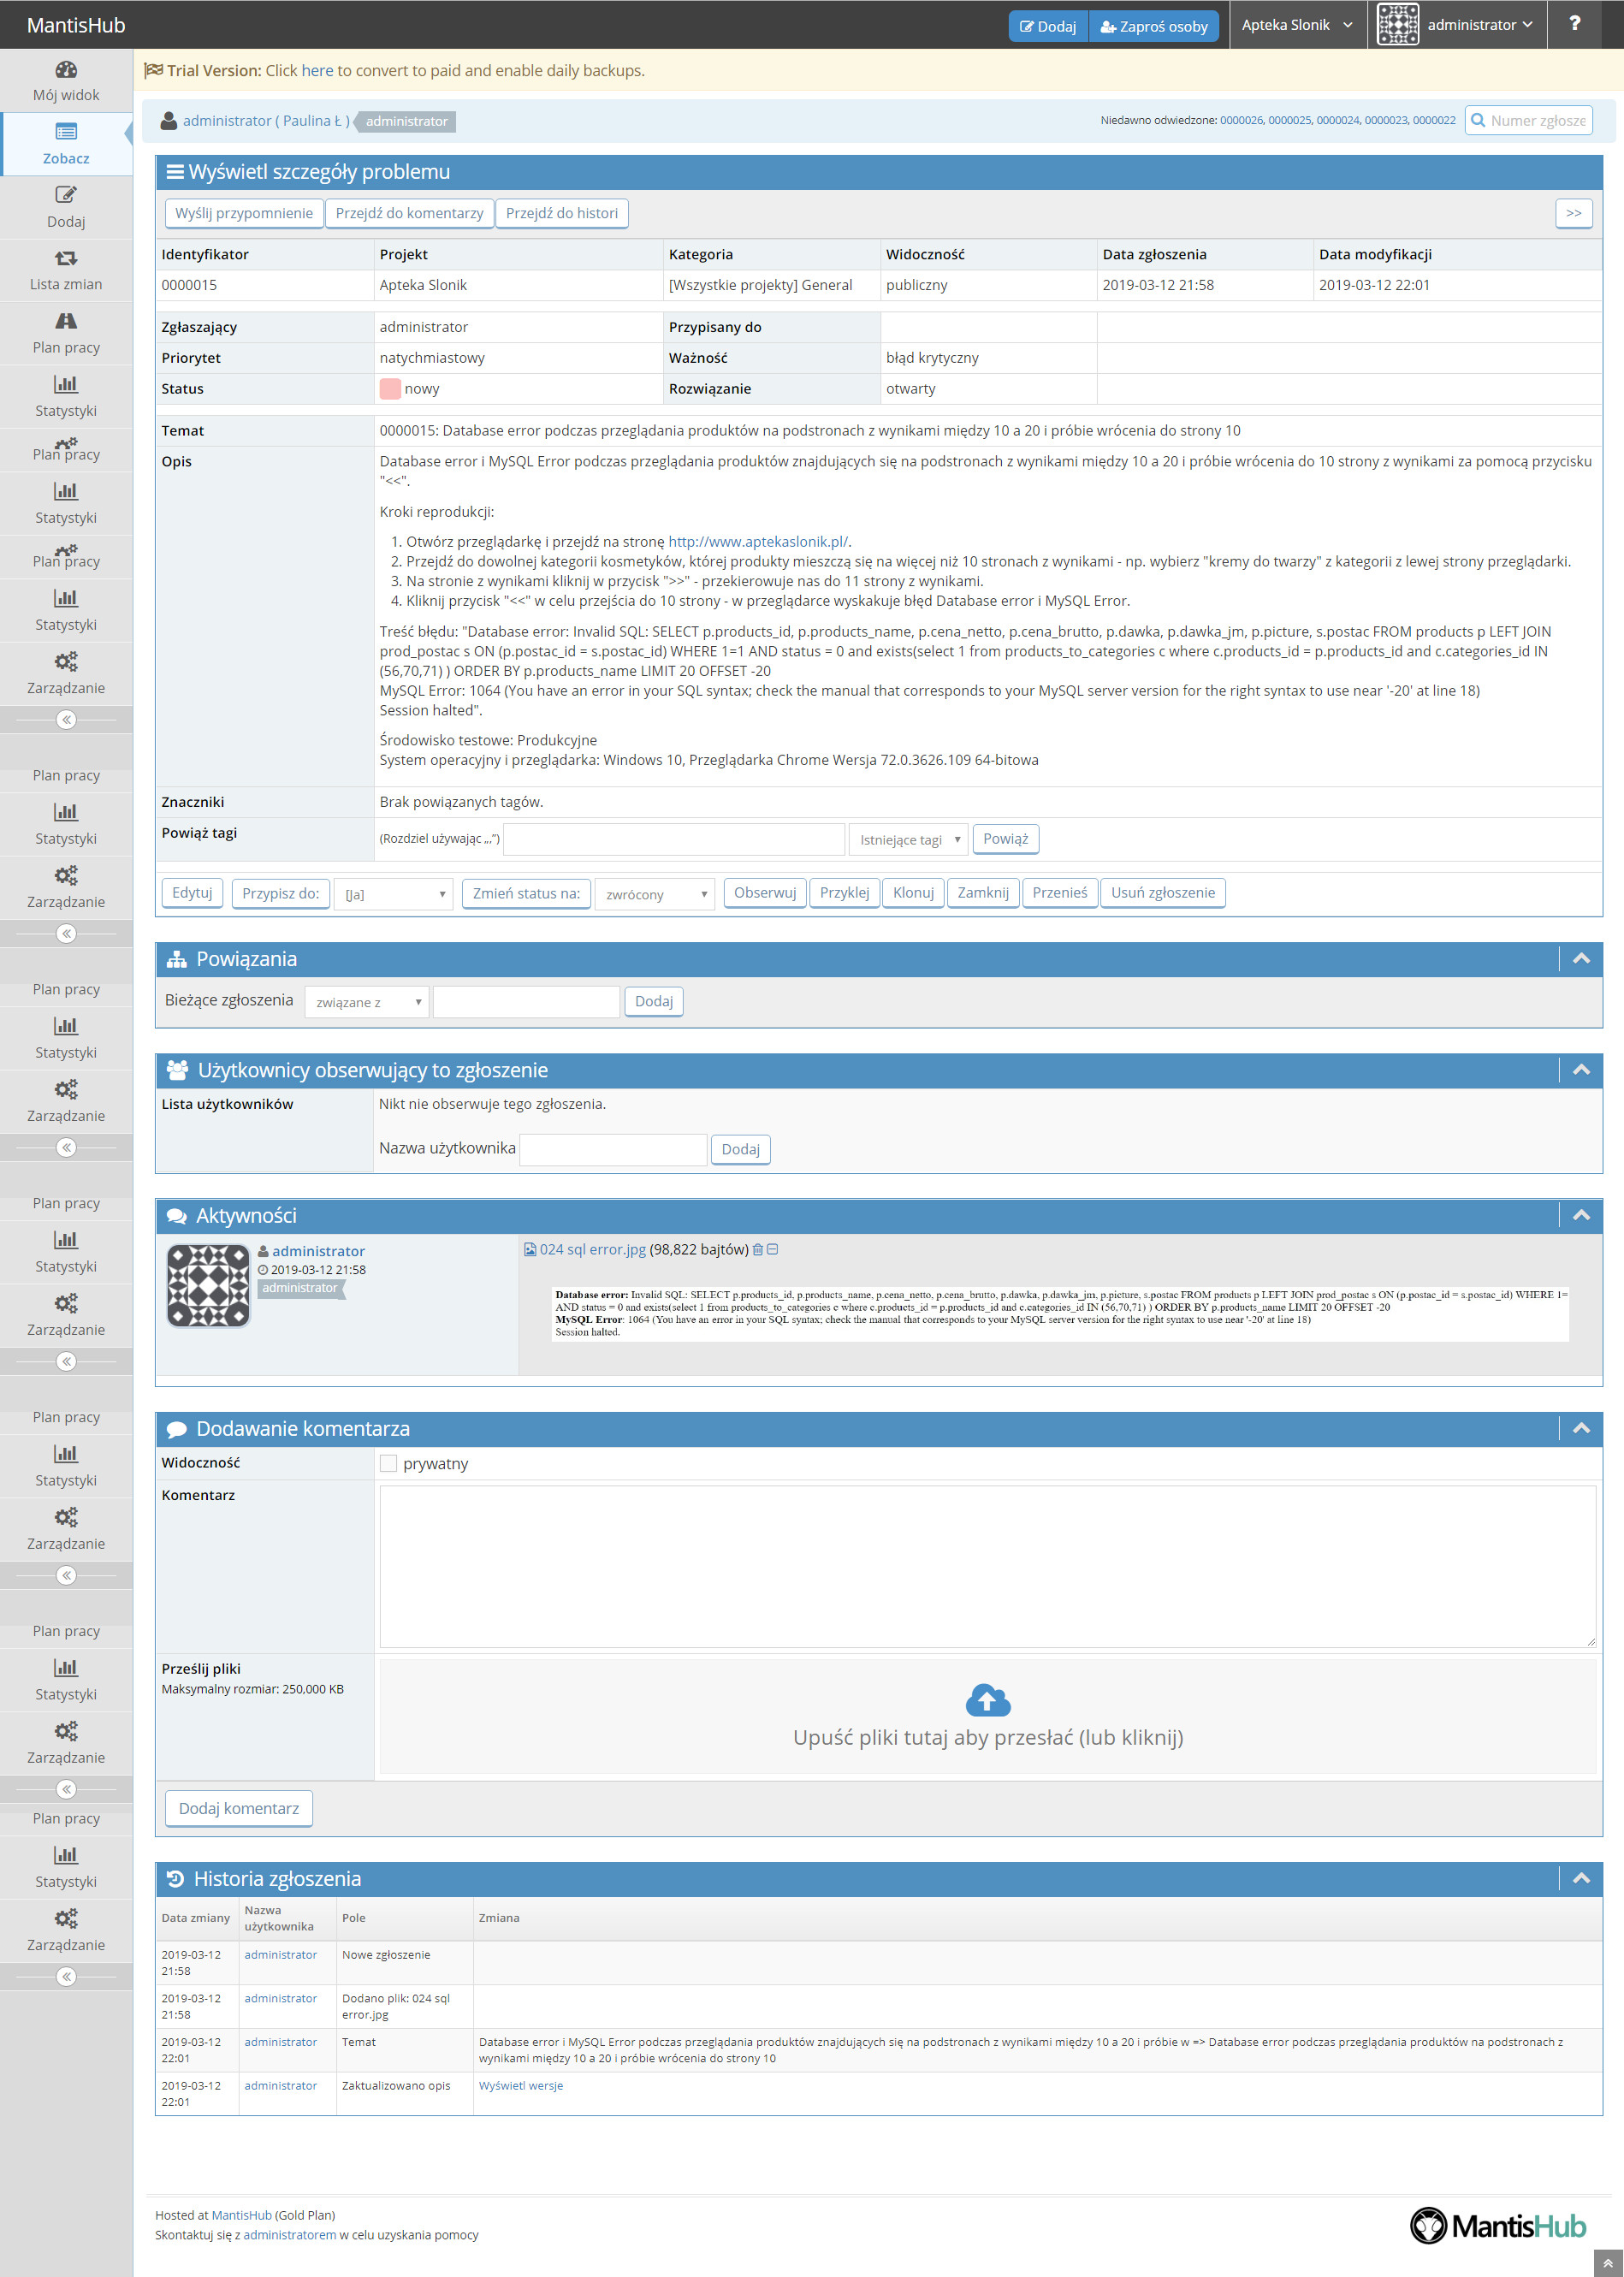 MantisHub
Dodaj
Zaproś osoby
Apteka Slonik
administrator
?
Trial Version: Click here to convert to paid and enable daily backups.
Mój widok
Zobacz
Dodaj
Lista zmian
Plan pracy
Statystyki
Plan pracy
Statystyki
Plan pracy
Statystyki
Zarządzanie
Plan pracy
Statystyki
Zarządzanie
Plan pracy
Statystyki
Zarządzanie
Plan pracy
Statystyki
Zarządzanie
Plan pracy
Statystyki
Zarządzanie
Plan pracy
Statystyki
Zarządzanie
Plan pracy
Statystyki
Zarządzanie
administrator ( Paulina Ł ) administrator
Niedawno odwiedzone: 0000026, 0000025, 0000024, 0000023, 0000022
Numer zgłosze
Wyświetl szczegóły problemu
Wyślij przypomnienie Przejdź do komentarzy Przejdź do histori >>
Identyfikator Projekt Kategoria Widoczność Data zgłoszenia Data modyfikacji
0000015 Apteka Slonik [Wszystkie projekty] General publiczny 2019-03-12 21:58 2019-03-12 22:01
Zgłaszający administrator Przypisany do
Priorytet natychmiastowy Ważność błąd krytyczny
Status nowy Rozwiązanie otwarty
Temat 0000015: Database error podczas przeglądania produktów na podstronach z wynikami między 10 a 20 i próbie wrócenia do strony 10
Opis Database error i MySQL Error podczas przeglądania produktów znajdujących się na podstronach z wynikami między 10 a 20 i próbie wrócenia do 10 strony z wynikami za pomocą przycisku
"<<".
Kroki reprodukcji:
1. Otwórz przeglądarkę i przejdź na stronę http://www.aptekaslonik.pl/.
2. Przejdź do dowolnej kategorii kosmetyków, której produkty mieszczą się na więcej niż 10 stronach z wynikami - np. wybierz "kremy do twarzy" z kategorii z lewej strony przeglądarki.
3. Na stronie z wynikami kliknij w przycisk ">>" - przekierowuje nas do 11 strony z wynikami.
4. Kliknij przycisk "<<" w celu przejścia do 10 strony - w przeglądarce wyskakuje błęd Database error i MySQL Error.
Treść błędu: "Database error: Invalid SQL: SELECT p.products_id, p.products_name, p.cena_netto, p.cena_brutto, p.dawka, p.dawka_jm, p.picture, s.postac FROM products p LEFT JOIN
prod_postac s ON (p.postac_id = s.postac_id) WHERE 1=1 AND status = 0 and exists(select 1 from products_to_categories c where c.products_id = p.products_id and c.categories_id IN
(56,70,71) ) ORDER BY p.products_name LIMIT 20 OFFSET -20
MySQL Error: 1064 (You have an error in your SQL syntax; check the manual that corresponds to your MySQL server version for the right syntax to use near '-20' at line 18)
Session halted".
Środowisko testowe: Produkcyjne
System operacyjny i przeglądarka: Windows 10, Przeglądarka Chrome Wersja 72.0.3626.109 64-bitowa
Znaczniki Brak powiązanych tagów.
Powiąż tagi (Rozdziel używając „,”) Istniejące tagi Powiąż
Edytuj Przypisz do: [Ja] Zmień status na: zwrócony Obserwuj Przyklej Klonuj Zamknij Przenieś Usuń zgłoszenie
Powiązania
Bieżące zgłoszenia związane z Dodaj
Użytkownicy obserwujący to zgłoszenie
Lista użytkowników Nikt nie obserwuje tego zgłoszenia.
Nazwa użytkownika Dodaj
Aktywności
administrator
2019-03-12 21:58
administrator
024 sql error.jpg (98,822 bajtów)
Database error: Invalid SQL: SELECT p.products_id, p.products_name, p.cena_netto, p.cena_brutto, p.dawka, p.dawka_jm, p.picture, s.postac FROM products p LEFT JOIN prod_postac s ON (p.postac_id = s.postac_id) WHERE 1=
AND status = 0 and exists(select 1 from products_to_categories c where c.products_id = p.products_id and c.categories_id IN (56,70,71) ) ORDER BY p.products_name LIMIT 20 OFFSET -20
MySQL Error: 1064 (You have an error in your SQL syntax; check the manual that corresponds to your MySQL server version for the right syntax to use near '-20' at line 18)
Session halted.
Dodawanie komentarza
Widoczność prywatny
Komentarz
Prześlij pliki
Maksymalny rozmiar: 250,000 KB
Upuść pliki tutaj aby przesłać (lub kliknij)
Dodaj komentarz
Historia zgłoszenia
Data zmiany Nazwa użytkownika Pole Zmiana
2019-03-12 21:58 administrator Nowe zgłoszenie
2019-03-12 21:58 administrator Dodano plik: 024 sql error.jpg
2019-03-12 22:01 administrator Temat Database error i MySQL Error podczas przeglądania produktów znajdujących się na podstronach z wynikami między 10 a 20 i próbie w => Database error podczas przeglądania produktów na podstronach z
wynikami między 10 a 20 i próbie wrócenia do strony 10
2019-03-12 22:01 administrator Zaktualizowano opis Wyświetl wersje
Hosted at MantisHub (Gold Plan)
Skontaktuj się z administratorem w celu uzyskania pomocy
MantisHub